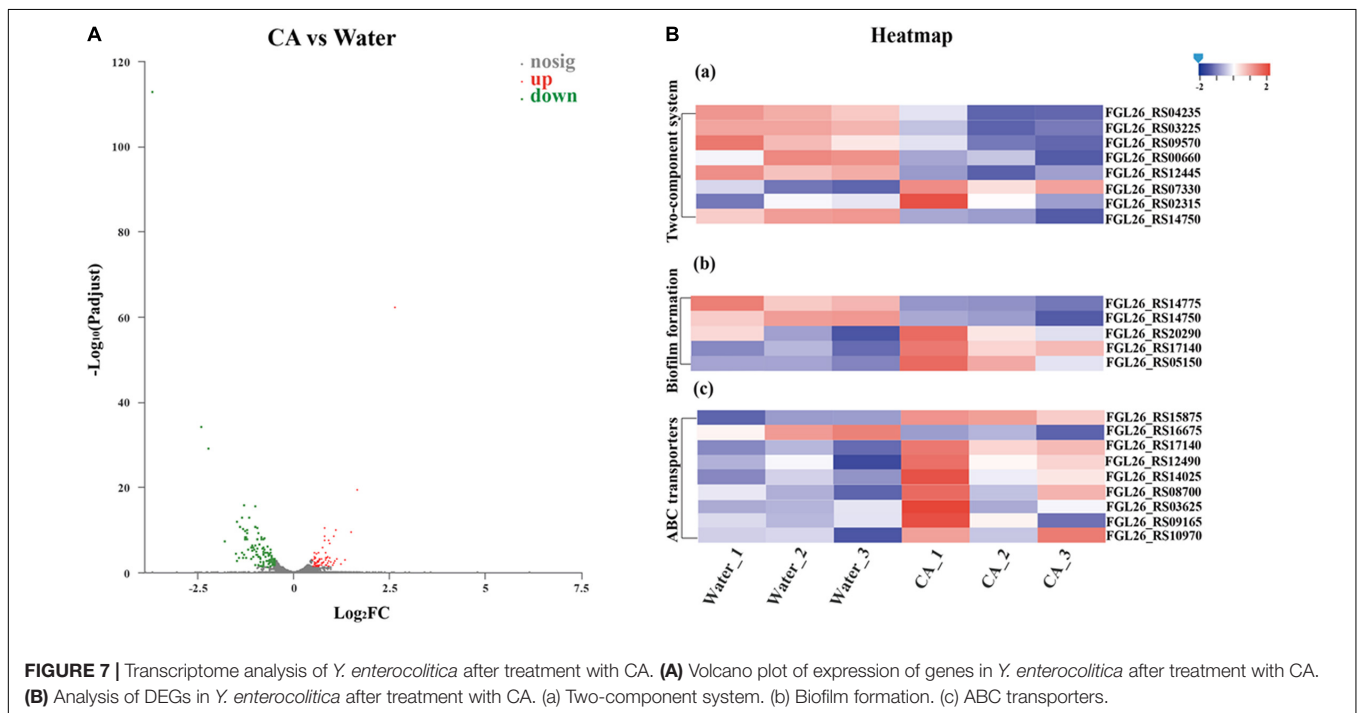 A
CA vs Water
nosig
up
down
-Log₁₀(Padjust)
120
100
80
60
40
20
0
-2.5
0
2.5
5
7.5
Log₂FC
B
Heatmap
-2
2
(a)
Two-component system
FGL26_RS04235
FGL26_RS03225
FGL26_RS09570
FGL26_RS00660
FGL26_RS12445
FGL26_RS07330
FGL26_RS02315
FGL26_RS14750
(b)
Biofilm formation
FGL26_RS14775
FGL26_RS14750
FGL26_RS20290
FGL26_RS17140
FGL26_RS05150
(c)
ABC transporters
FGL26_RS15875
FGL26_RS16675
FGL26_RS17140
FGL26_RS12490
FGL26_RS14025
FGL26_RS08700
FGL26_RS03625
FGL26_RS09165
FGL26_RS10970
Water_1
Water_2
Water_3
CA_1
CA_2
CA_3
FIGURE 7 | Transcriptome analysis of Y. enterocolitica after treatment with CA. (A) Volcano plot of expression of genes in Y. enterocolitica after treatment with CA.
(B) Analysis of DEGs in Y. enterocolitica after treatment with CA. (a) Two-component system. (b) Biofilm formation. (c) ABC transporters.